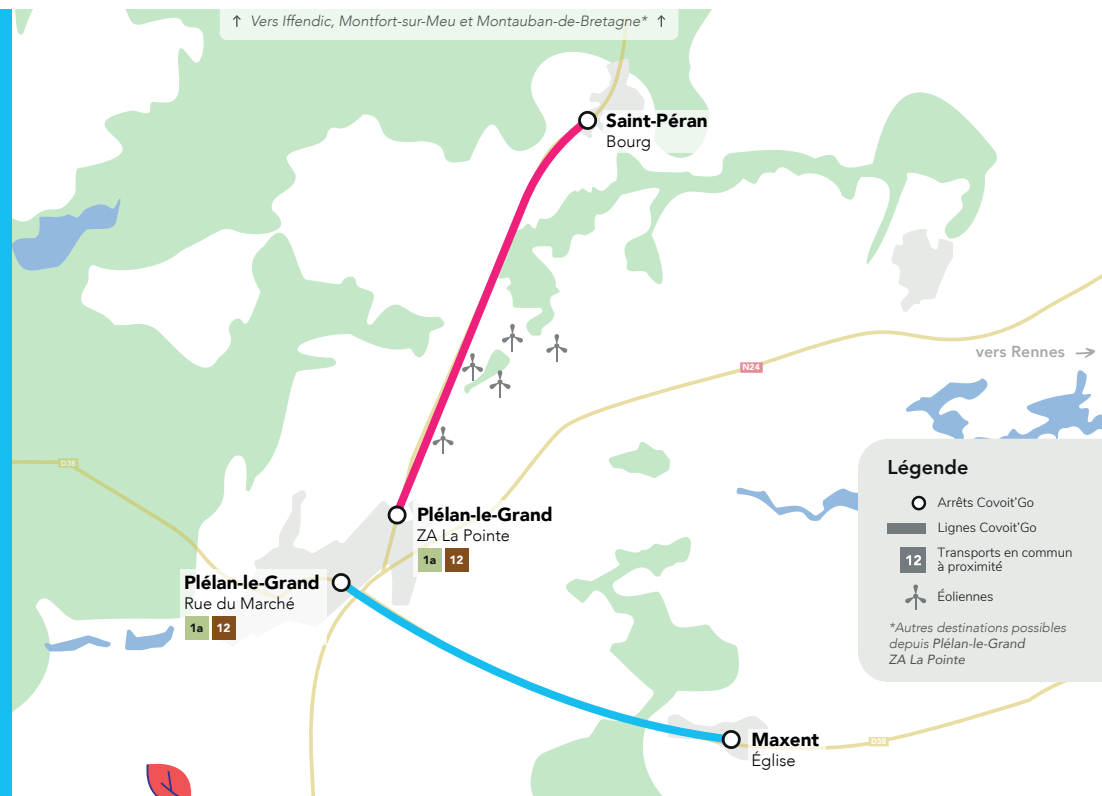 ↑ Vers Iffendic, Montfort-sur-Meu et Montauban-de-Bretagne* ↑
Saint-Péran
Bourg
vers Rennes →
N24
D38
Plélan-le-Grand
ZA La Pointe
1a 12
Plélan-le-Grand
Rue du Marché
1a 12
Maxent
Église
D38
Légende
Arrêts Covoit'Go
Lignes Covoit'Go
12
Transports en commun
à proximité
Éoliennes
*Autres destinations possibles
depuis Plélan-le-Grand
ZA La Pointe